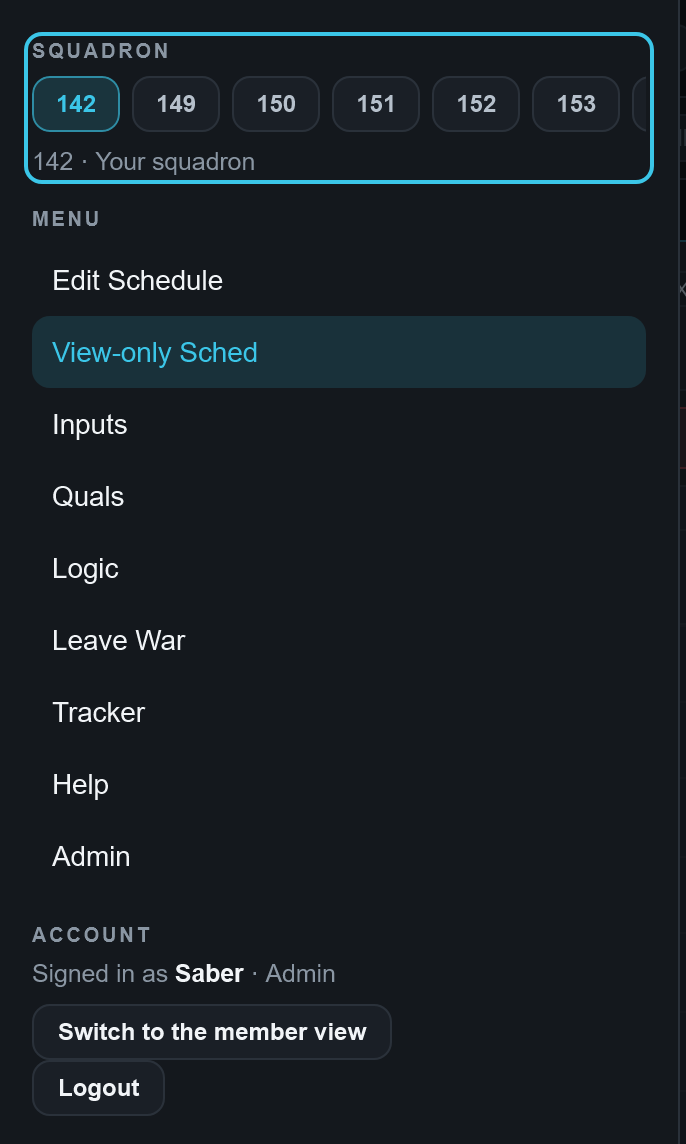 SQUADRON
142 149 150 151 152 153
142 · Your squadron
MENU
Edit Schedule
View-only Sched
Inputs
Quals
Logic
Leave War
Tracker
Help
Admin
ACCOUNT
Signed in as Saber · Admin
Switch to the member view
Logout